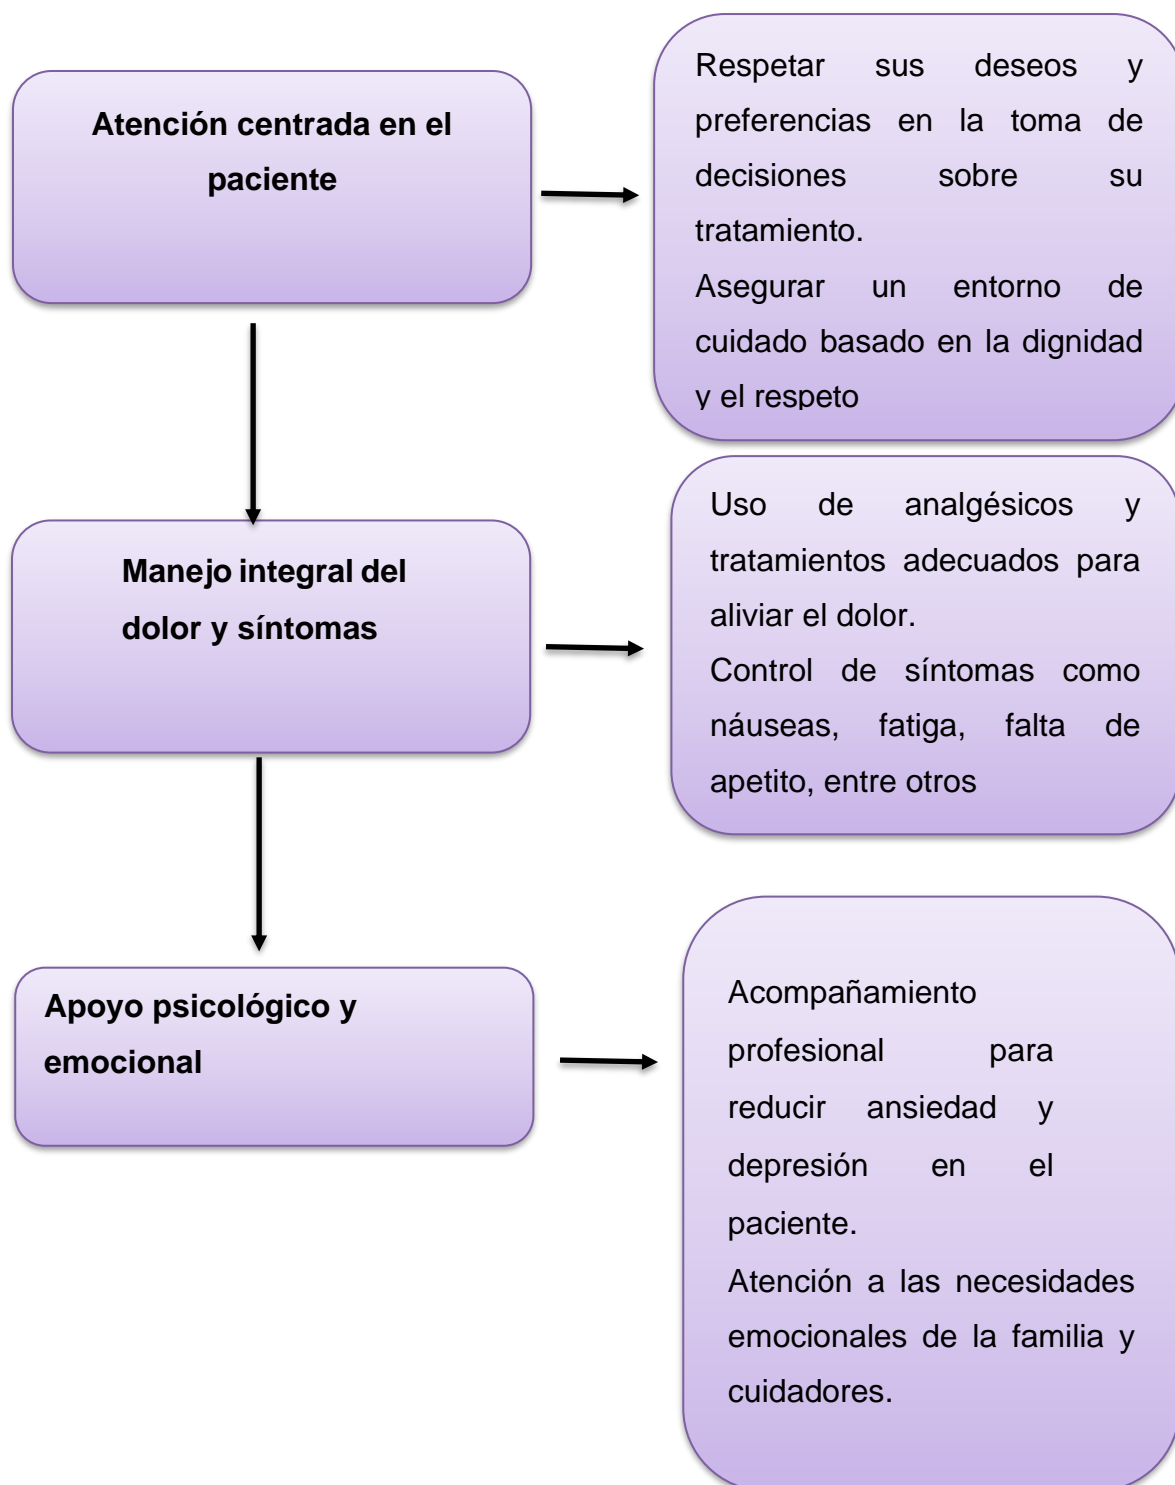 Atención centrada en el
paciente
Respetar sus deseos y
preferencias en la toma de
decisiones sobre su
tratamiento.
Asegurar un entorno de
cuidado basado en la dignidad
y el respeto
Manejo integral del
dolor y síntomas
Uso de analgésicos y
tratamientos adecuados para
aliviar el dolor.
Control de síntomas como
náuseas, fatiga, falta de
apetito, entre otros
Apoyo psicológico y
emocional
Acompañamiento
profesional para
reducir ansiedad y
depresión en el
paciente.
Atención a las necesidades
emocionales de la familia y
cuidadores.